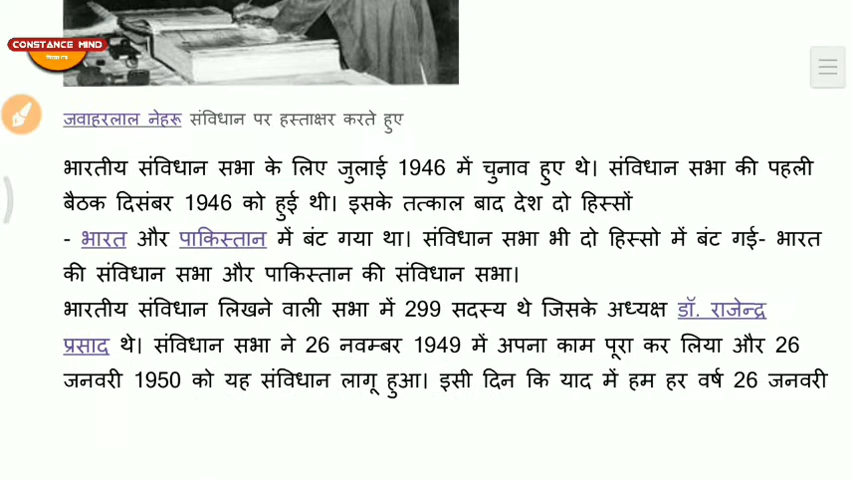 CONSTANCE MIND
जवाहरलाल नेहरू संविधान पर हस्ताक्षर करते हुए
भारतीय संविधान सभा के लिए जुलाई 1946 में चुनाव हुए थे। संविधान सभा की पहली
बैठक दिसंबर 1946 को हुई थी। इसके तत्काल बाद देश दो हिस्सों
- भारत और पाकिस्तान में बंट गया था। संविधान सभा भी दो हिस्सो में बंट गई- भारत
की संविधान सभा और पाकिस्तान की संविधान सभा।
भारतीय संविधान लिखने वाली सभा में 299 सदस्य थे जिसके अध्यक्ष डॉ. राजेन्द्र
प्रसाद थे। संविधान सभा ने 26 नवम्बर 1949 में अपना काम पूरा कर लिया और 26
जनवरी 1950 को यह संविधान लागू हुआ। इसी दिन कि याद में हम हर वर्ष 26 जनवरी